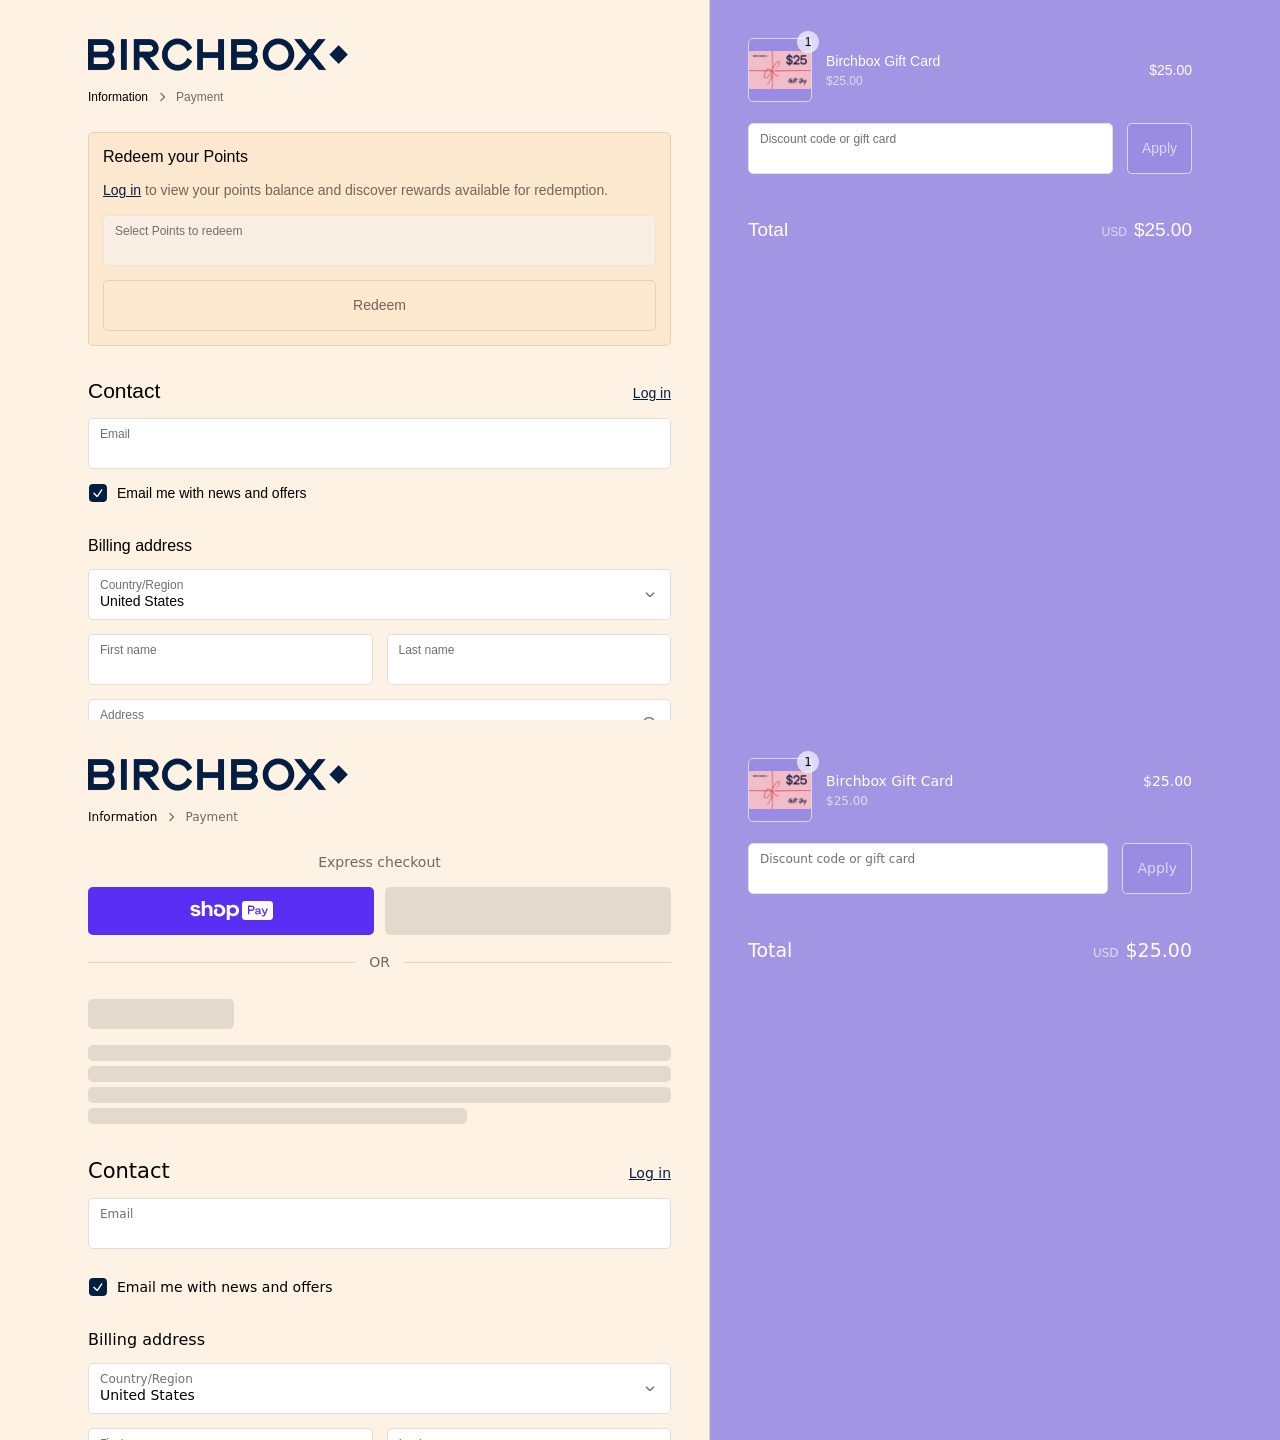 BIRCHBOX
Information > Payment
Redeem your Points
Log in to view your points balance and discover rewards available for redemption.
Select Points to redeem
Redeem
Contact
Log in
Email
Email me with news and offers
Billing address
Country/Region
United States
First name
Last name
Address
1
$25
Birchbox Gift Card
$25.00
$25.00
Discount code or gift card
Apply
Total
USD $25.00
BIRCHBOX
Information > Payment
Express checkout
shop Pay
OR
Contact
Log in
Email
Email me with news and offers
Billing address
Country/Region
United States
1
$25
Birchbox Gift Card
$25.00
$25.00
Discount code or gift card
Apply
Total
USD $25.00